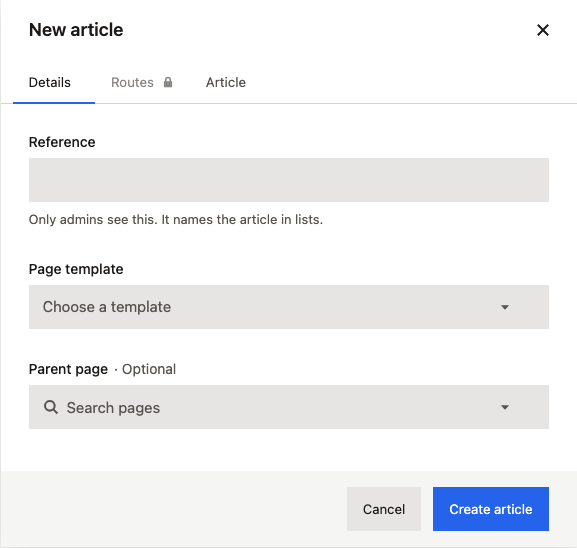 New article
Details Routes Article
Reference
Only admins see this. It names the article in lists.
Page template
Choose a template
Parent page · Optional
Search pages
Cancel Create article